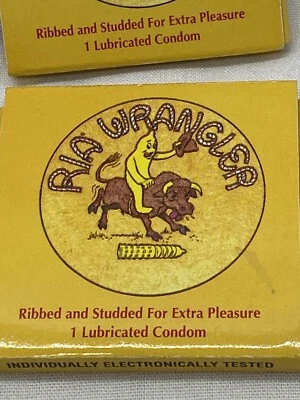 Ribbed and Studded For Extra Pleasure
1 Lubricated Condom
RIA WRANGLER
Ribbed and Studded For Extra Pleasure
1 Lubricated Condom
INDIVIDUALLY ELECTRONICALLY TESTED